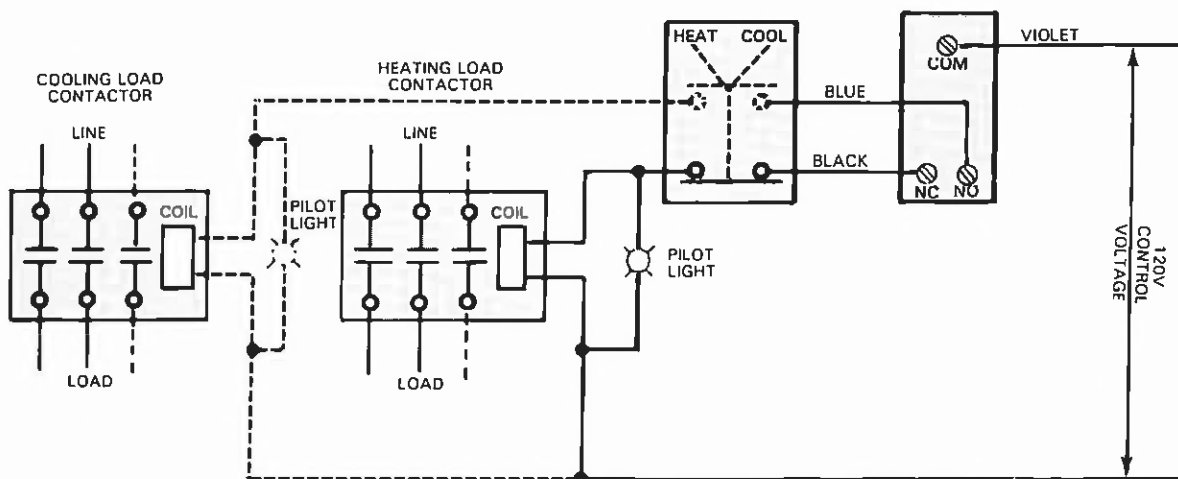 HEAT COOL
VIOLET
COM
COOLING LOAD
CONTACTOR
HEATING LOAD
CONTACTOR
BLUE
LINE
LINE
BLACK
NC NO
COIL
PILOT
LIGHT
COIL
PILOT
LIGHT
120V
CONTROL
VOLTAGE
LOAD
LOAD